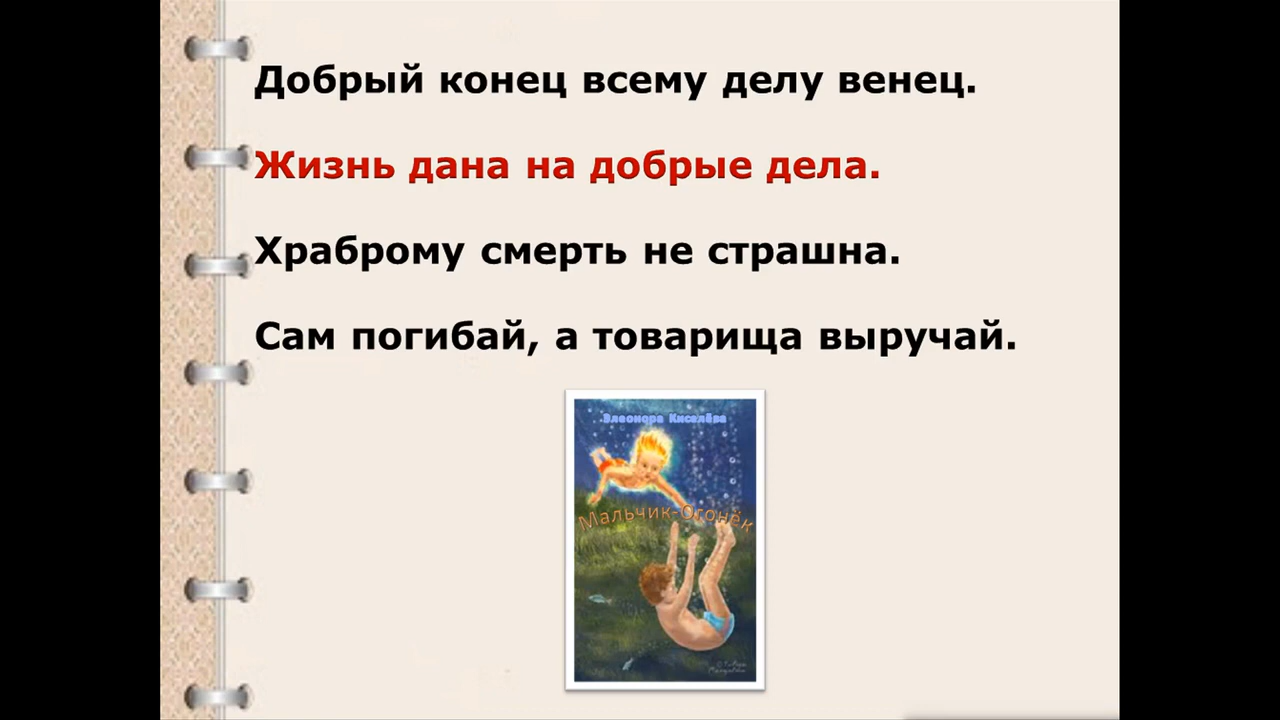 Добрый конец всему делу венец.
Жизнь дана на добрые дела.
Храброму смерть не страшна.
Сам погибай, а товарища выручай.
Элеонора Киселёва
Мальчик-Огонёк